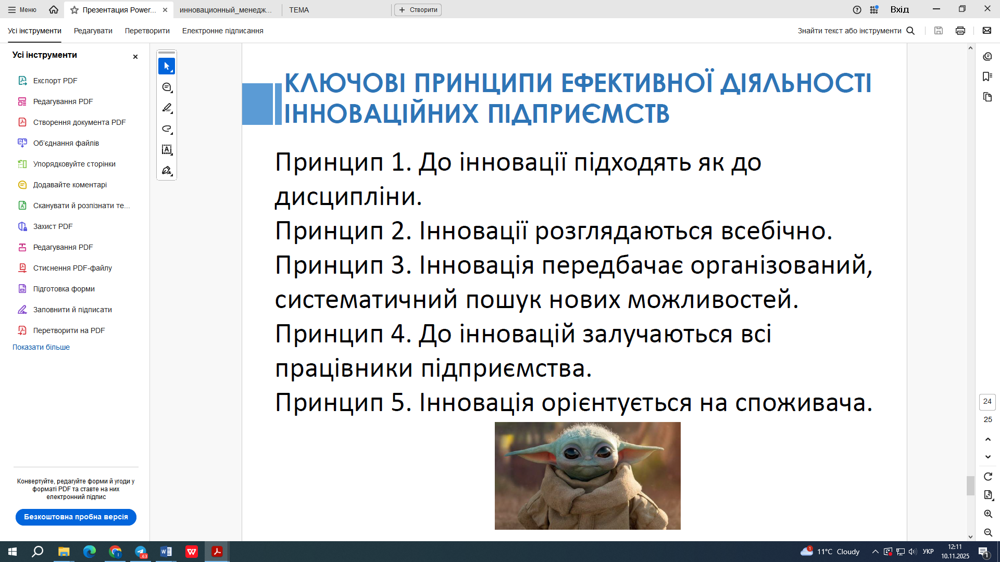 Меню
Презентация Power...
инновационный_менедж...
ТЕМА
Створити
Вхід
Усі інструменти
Редагувати
Перетворити
Електронне підписання
Знайти текст або інструменти
Усі інструменти
Експорт PDF
Редагування PDF
Створення документа PDF
Об'єднання файлів
Упорядковуйте сторінки
Додавайте коментарі
Сканувати й розпізнати те...
Захист PDF
Редагування PDF
Стиснення PDF-файлу
Підготовка форми
Заповнити й підписати
Перетворити на PDF
Показати більше
Конвертуйте, редагуйте форми й угоди у
форматі PDF та ставте на них
електронний підпис
Безкоштовна пробна версія
КЛЮЧОВІ ПРИНЦИПИ ЕФЕКТИВНОЇ ДІЯЛЬНОСТІ
ІННОВАЦІЙНИХ ПІДПРИЄМСТВ
Принцип 1. До інновації підходять як до
дисципліни.
Принцип 2. Інновації розглядаються всебічно.
Принцип 3. Інновація передбачає організований,
систематичний пошук нових можливостей.
Принцип 4. До інновацій залучаються всі
працівники підприємства.
Принцип 5. Інновація орієнтується на споживача.
24
25
.63
1
11°C Cloudy
УКР
12:11
10.11.2025
1